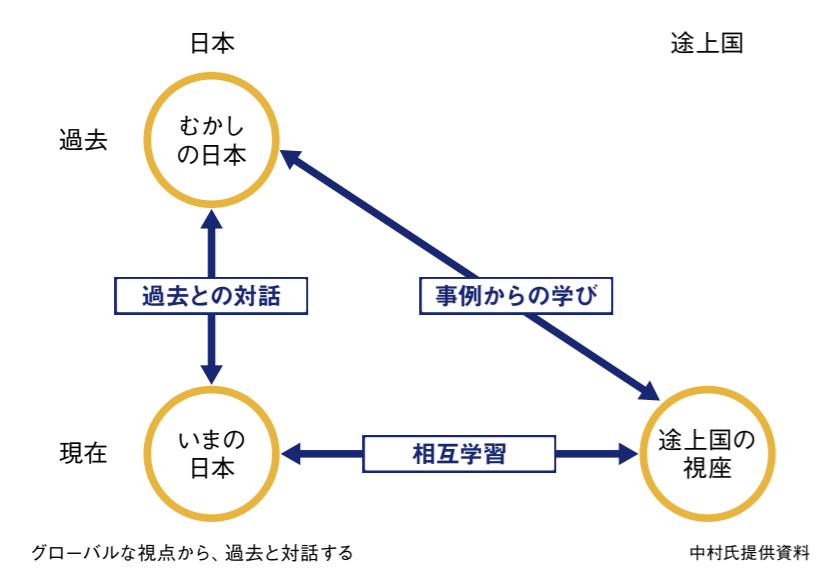 日本
途上国
過去
むかし
の日本
過去との対話
事例からの学び
現在
いまの
日本
相互学習
途上国の
視座
グローバルな視点から、過去と対話する
中村氏提供資料